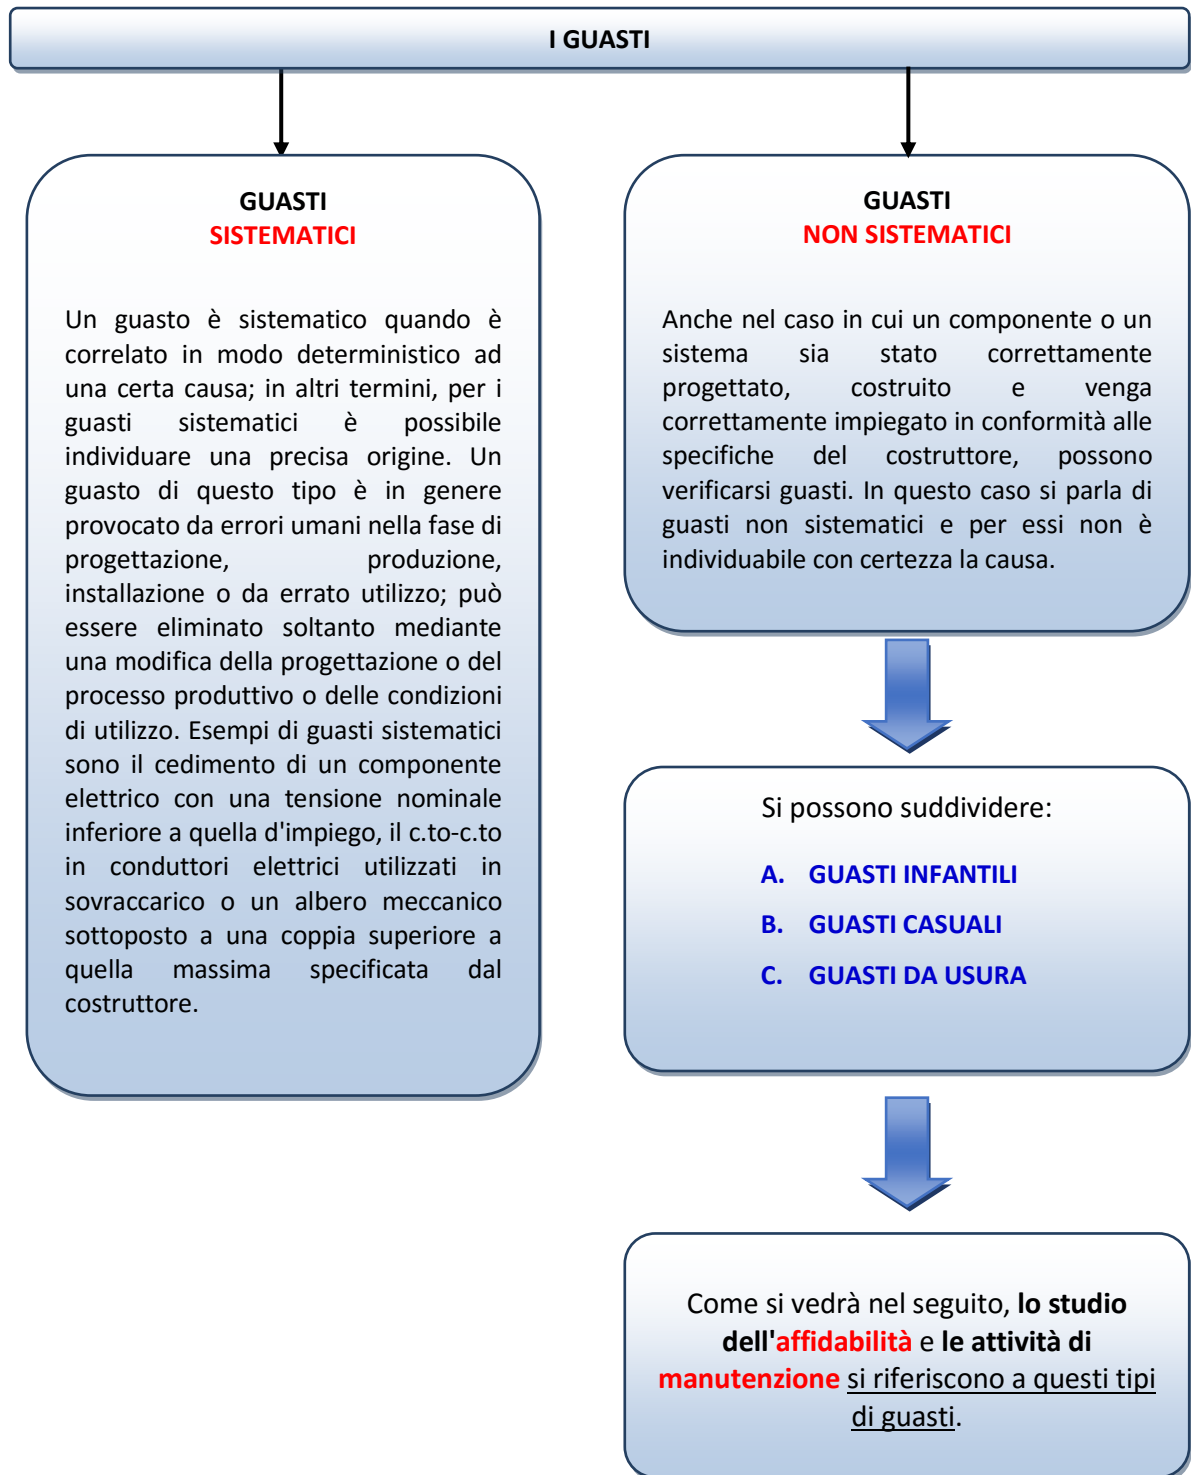 I GUASTI
GUASTI
SISTEMATICI
Un guasto è sistematico quando è
correlato in modo deterministico ad
una certa causa; in altri termini, per i
guasti sistematici è possibile
individuare una precisa origine. Un
guasto di questo tipo è in genere
provocato da errori umani nella fase di
progettazione, produzione,
installazione o da errato utilizzo; può
essere eliminato soltanto mediante
una modifica della progettazione o del
processo produttivo o delle condizioni
di utilizzo. Esempi di guasti sistematici
sono il cedimento di un componente
elettrico con una tensione nominale
inferiore a quella d'impiego, il c.to-c.to
in conduttori elettrici utilizzati in
sovraccarico o un albero meccanico
sottoposto a una coppia superiore a
quella massima specificata dal
costruttore.
GUASTI
NON SISTEMATICI
Anche nel caso in cui un componente o un
sistema sia stato correttamente
progettato, costruito e venga
correttamente impiegato in conformità alle
specifiche del costruttore, possono
verificarsi guasti. In questo caso si parla di
guasti non sistematici e per essi non è
individuabile con certezza la causa.
Si possono suddividere:
A. GUASTI INFANTILI
B. GUASTI CASUALI
C. GUASTI DA USURA
Come si vedrà nel seguito, lo studio
dell'affidabilità e le attività di
manutenzione si riferiscono a questi tipi
di guasti.